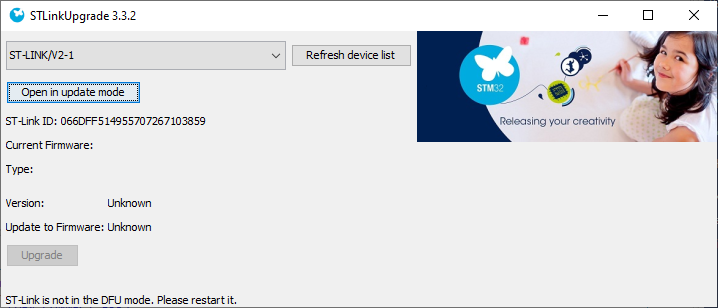 STLinkUpgrade 3.3.2
ST-LINK/V2-1
Refresh device list
Open in update mode
STM32
Releasing your creativity
ST-Link ID: 066DFF514955707267103859
Current Firmware:
Type:
Version: Unknown
Update to Firmware: Unknown
Upgrade
ST-Link is not in the DFU mode. Please restart it.